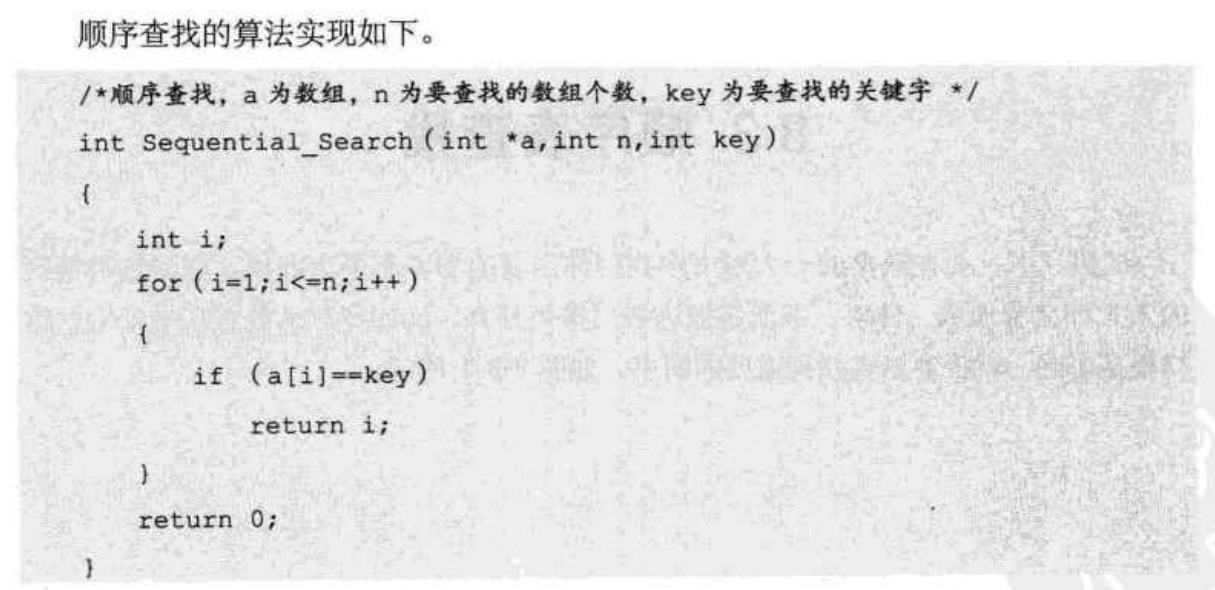 顺序查找的算法实现如下。
/*顺序查找，a 为数组，n 为要查找的数组个数，key 为要查找的关键字 */
int Sequential_Search(int *a,int n,int key)
{
int i;
for(i=1;i<=n;i++)
{
if (a[i]==key)
return i;
}
return 0;
}